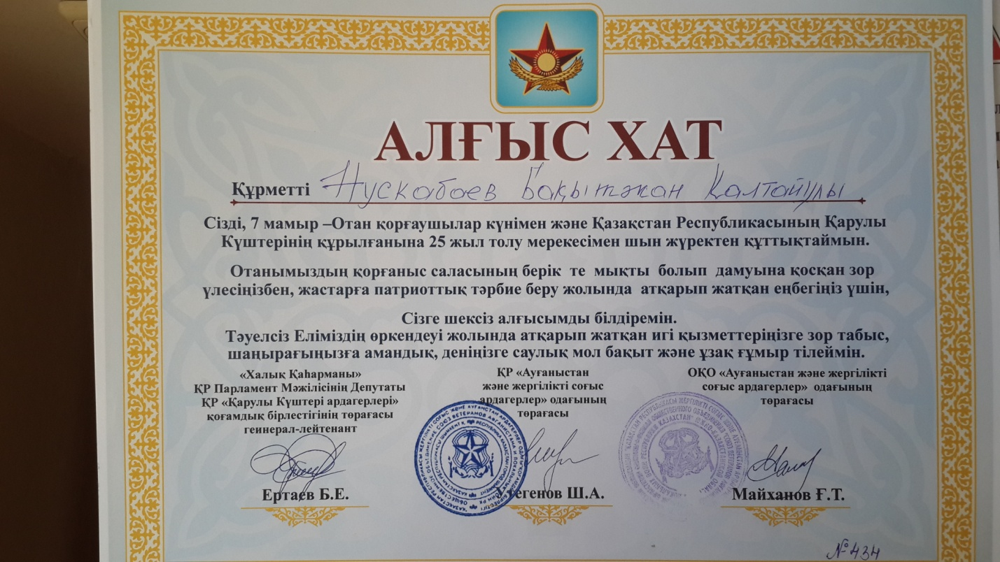 АЛҒЫС ХАТ
Құрметті Нускабаев Бақытжан Қалтайұлы
Сізді, 7 мамыр –Отан қорғаушылар күнімен және Қазақстан Республикасының Қарулы
Күштерінің құрылғанына 25 жыл толу мерекесімен шын жүректен құттықтаймын.
Отанымыздың қорғаныс саласының берік те мықты болып дамуына қосқан зор
үлесіңізбен, жастарға патриоттық тәрбие беру жолында атқарып жатқан еңбегіңіз үшін,
Сізге шексіз алғысымды білдіремін.
Тәуелсіз Еліміздің өркендеуі жолында атқарып жатқан игі қызметтеріңізге зор табыс,
шаңырағыңызға амандық, деніңізге саулық мол бақыт және ұзақ ғұмыр тілеймін.
«Халық Қаһарманы»
ҚР Парламент Мәжілісінің Депутаты
ҚР «Қарулы Күштері ардагерлері»
қоғамдық бірлестігінің төрағасы
геинерал-лейтенант
Ертаев Б.Е.
ҚР «Ауғаныстан
және жергілікті соғыс
ардагерлер» одағының
төрағасы
Ш.А.
ОҚО «Ауғаныстан және жергілікті
соғыс ардагерлер» одағының
төрағасы
Майханов Ғ.Т.
№434